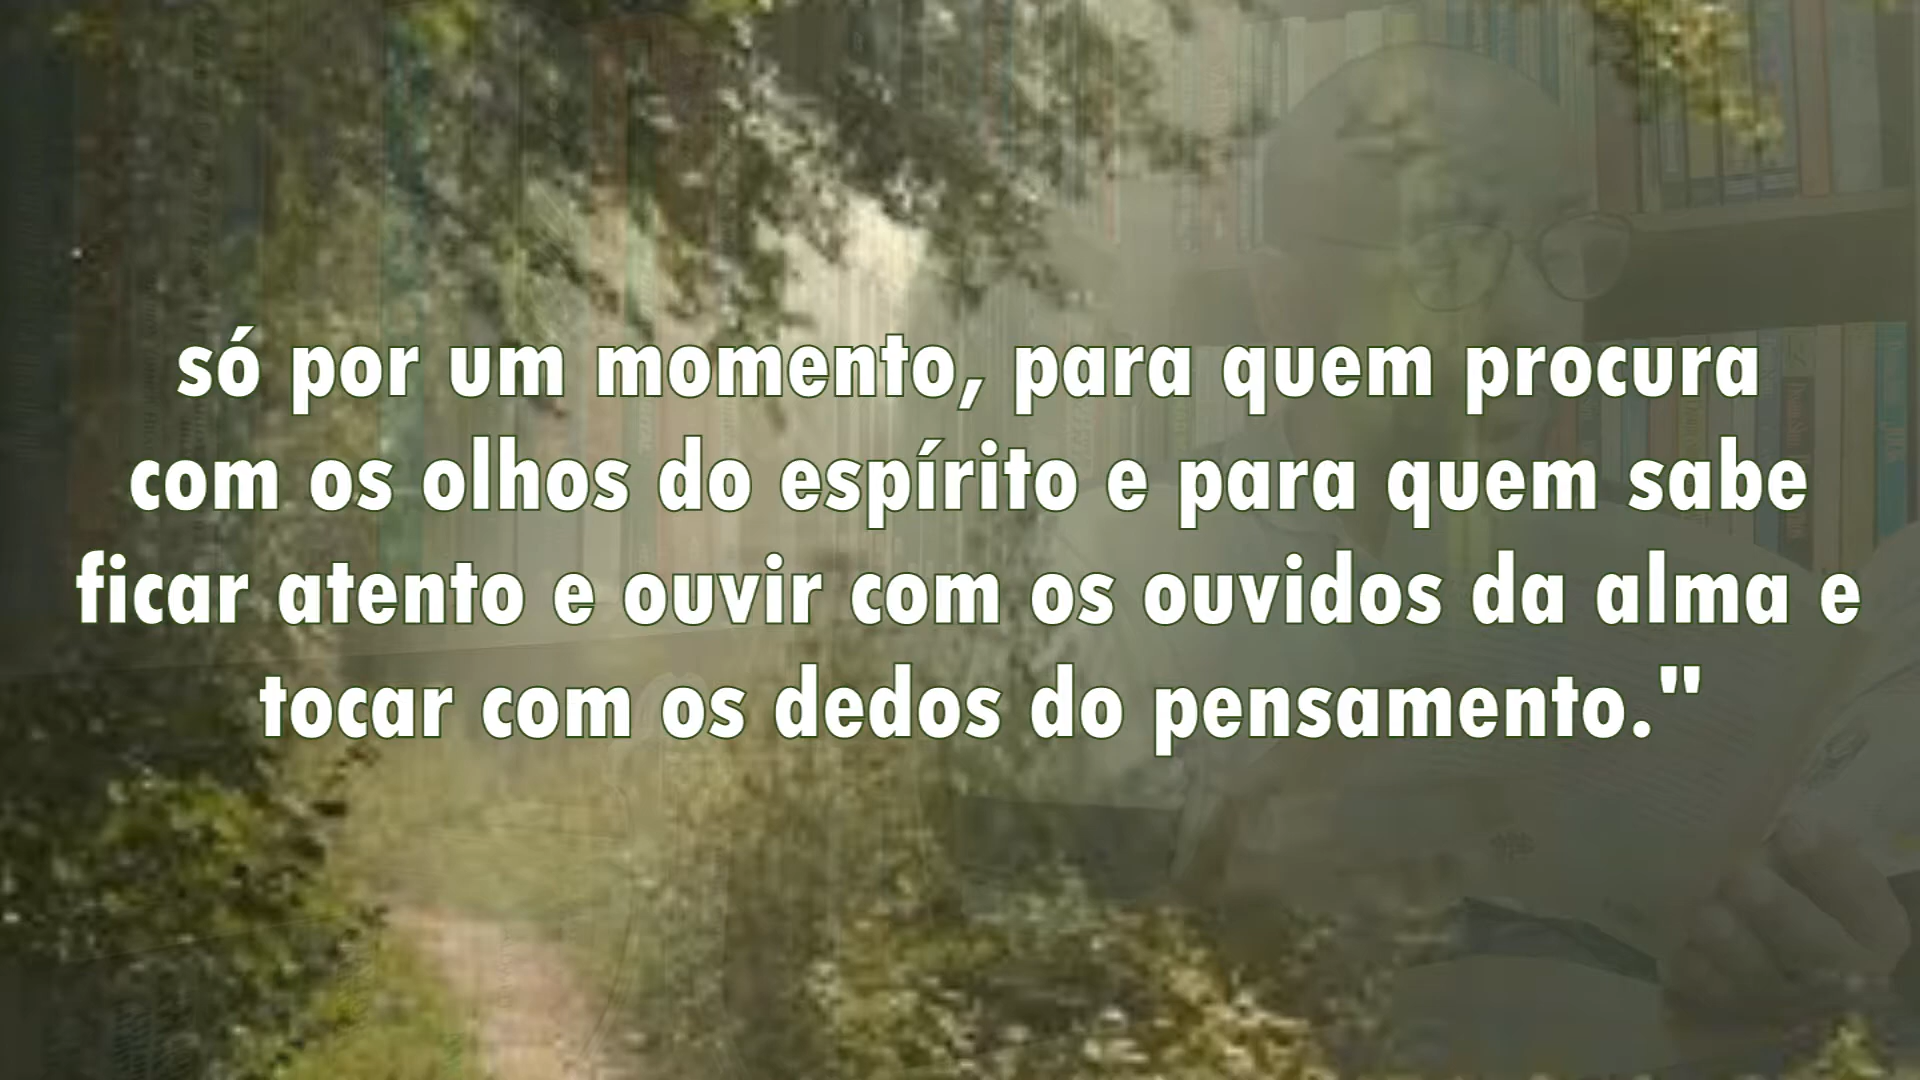 só por um momento, para quem procura
com os olhos do espírito e para quem sabe
ficar atento e ouvir com os ouvidos da alma e
tocar com os dedos do pensamento."